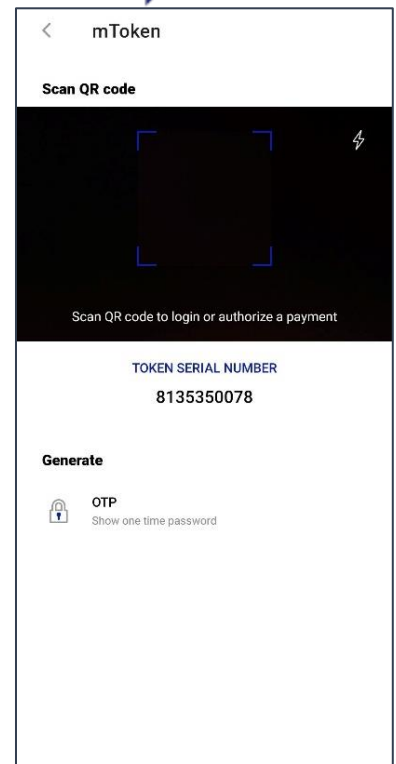 mToken
Scan QR code
Scan QR code to login or authorize a payment
TOKEN SERIAL NUMBER
8135350078
Generate
OTP
Show one time password